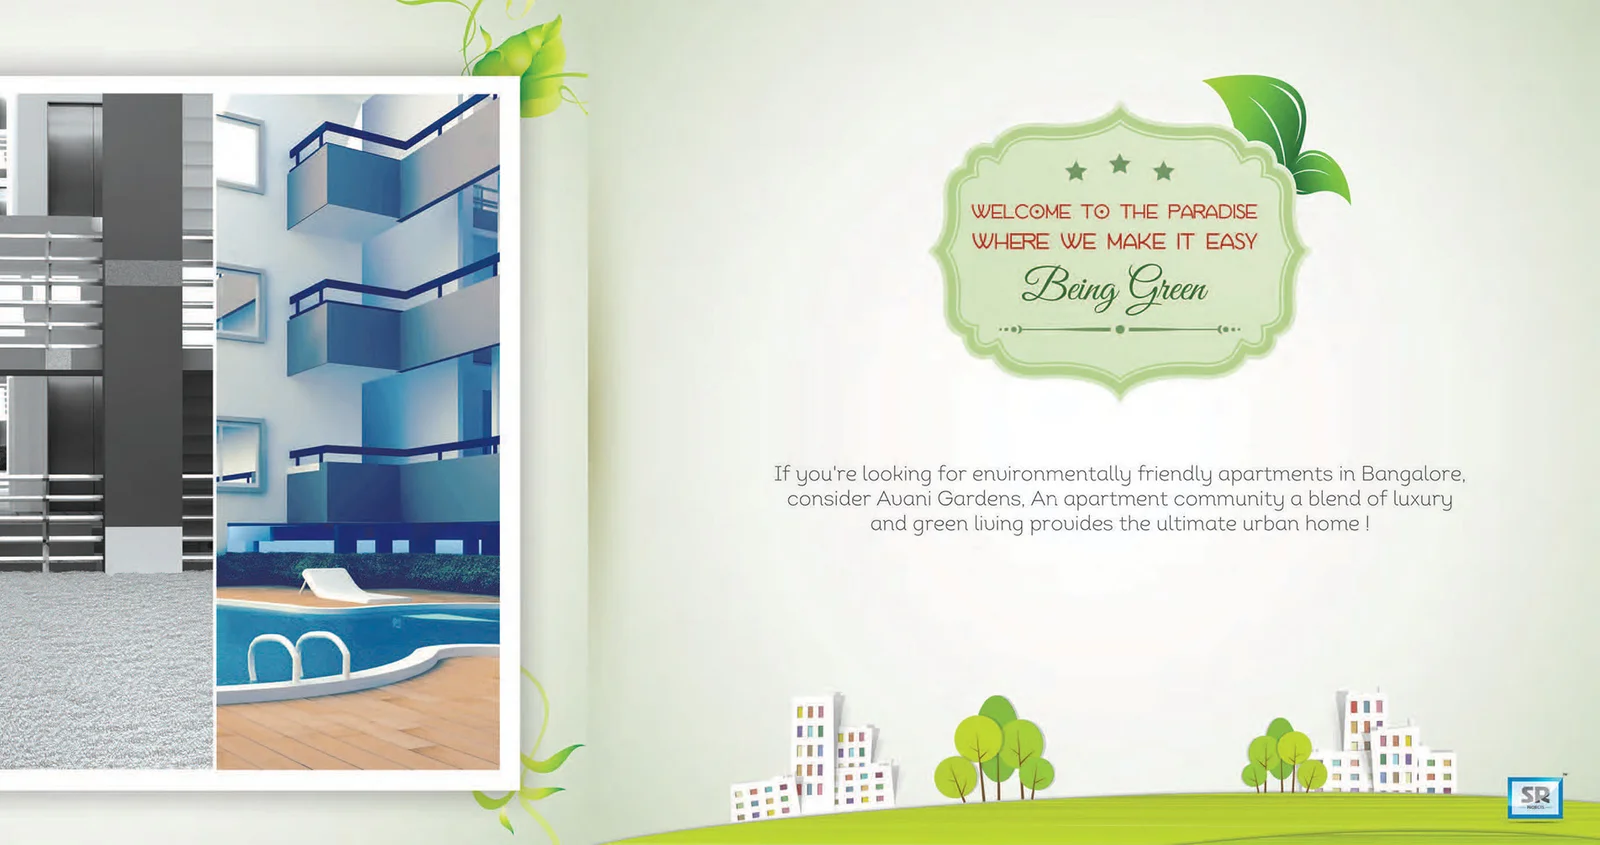 WELCOME TO THE PARADISE
WHERE WE MAKE IT EASY
Being Green
If you're looking for environmentally friendly apartments in Bangalore,
consider Avani Gardens, An apartment community a blend of luxury
and green living provides the ultimate urban home !
SR
PROJECTS